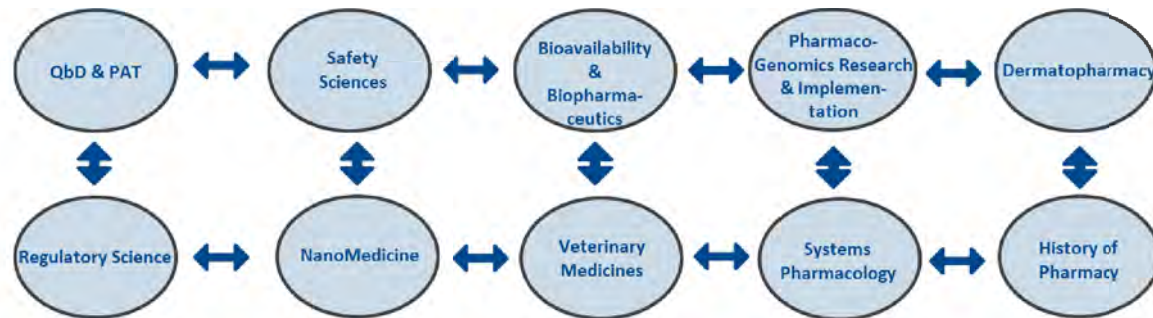 QbD & PAT
Safety
Sciences
Bioavailability
&
Biopharma-
ceutics
Pharmaco-
Genomics Research
& Implemen-
tation
Dermatopharmacy
Regulatory Science
NanoMedicine
Veterinary
Medicines
Systems
Pharmacology
History of
Pharmacy